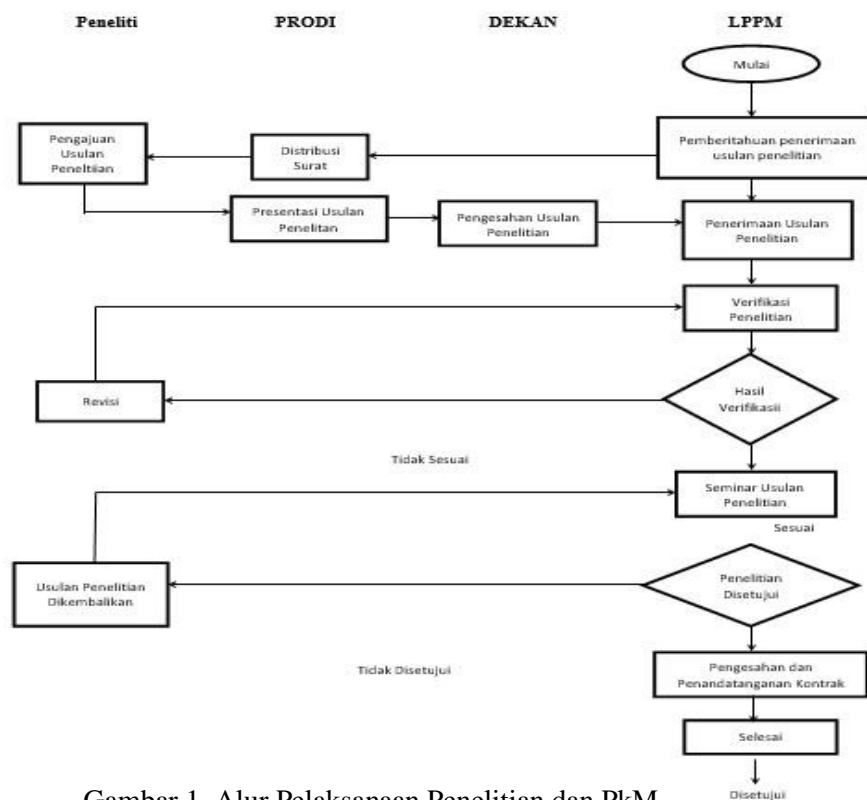 Peneliti PRODI DEKAN LPPM
Mulai
Pemberitahuan penerimaan
usulan penelitian
Distribusi
Surat
Pengajuan
Usulan
Peneltiian
Presentasi Usulan
Penelitan
Pengesahan Usulan
Penelitian
Penerimaan Usulan
Penelitian
Verifikasi
Penelitian
Hasil
Verifikasii
Revisi
Tidak Sesuai
Seminar Usulan
Penelitian
Sesuai
Penelitian
Disetujui
Usulan Penelitian
Dikembalikan
Tidak Disetujui
Pengesahan dan
Penandatanganan Kontrak
Selesai
Disetujui
Gambar 1. Alur Pelaksanaan Penelitian dan PkM